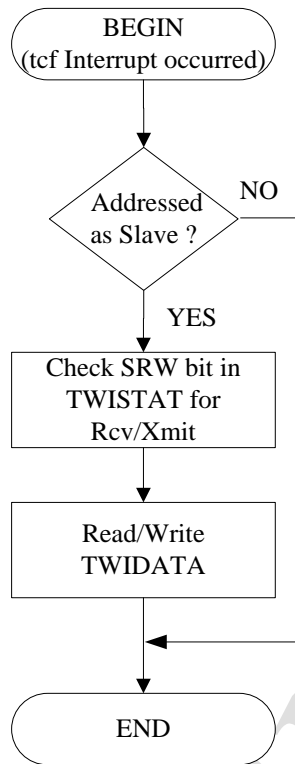 BEGIN
(tcf Interrupt occurred)
Addressed
as Slave ?
NO
YES
Check SRW bit in
TWISTAT for
Rcv/Xmit
Read/Write
TWIDATA
END